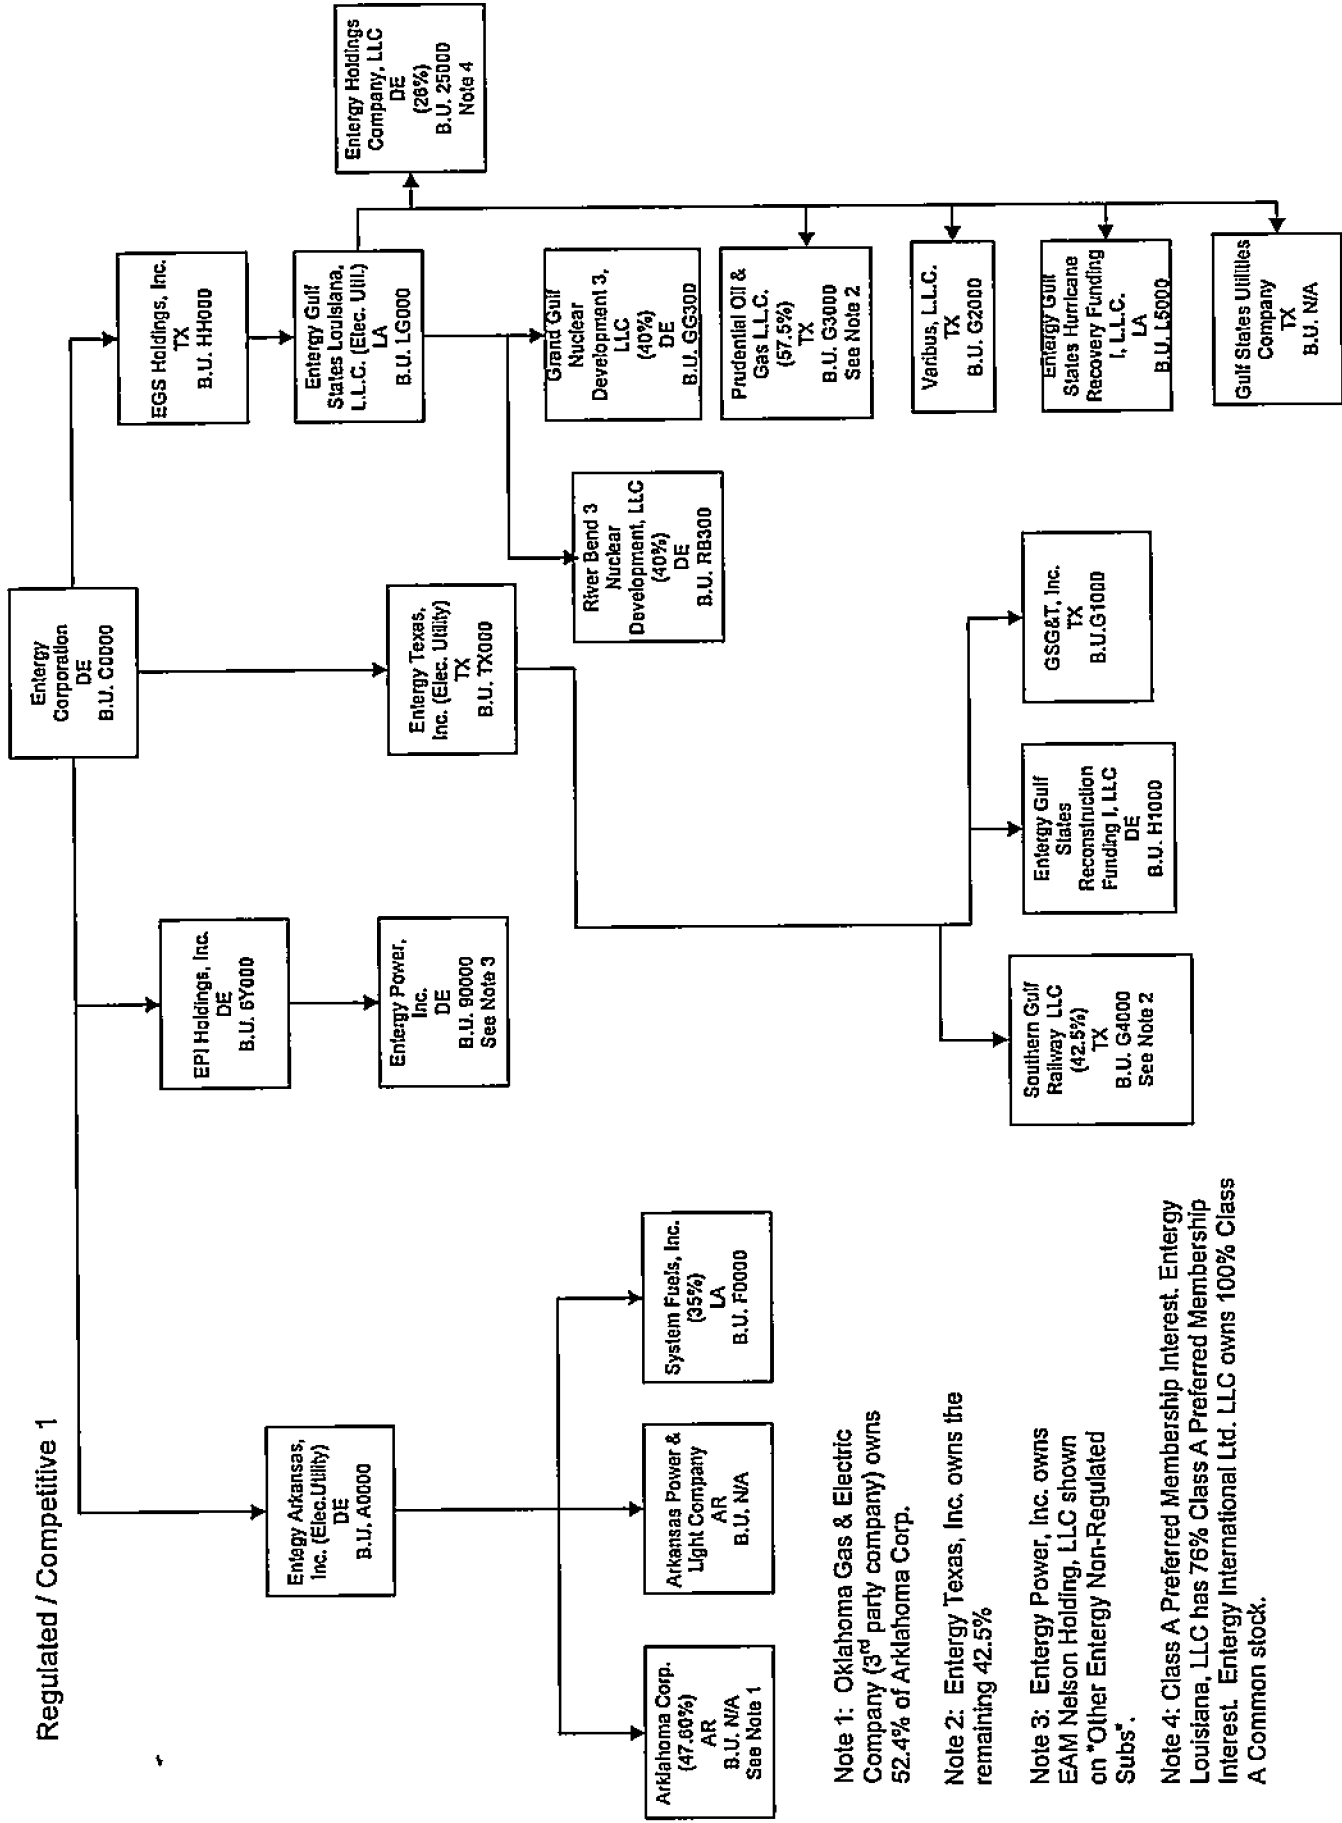 Regulated / Competitive 1
Entergy
Corporation
DE
B.U. C0000
Entegy Arkansas,
Inc. (Elec.Utility)
DE
B.U. A0000
EPI Holdings, Inc.
DE
B.U. 6Y000
Entergy Texas,
Inc. (Elec. Utility)
TX
B.U. TX000
EGS Holdings, Inc.
TX
B.U. HH000
Entergy Power,
Inc.
DE
B.U. 90000
See Note 3
Entergy Gulf
States Louisiana,
L.L.C. (Elec. Util.)
LA
B.U. LG000
Entergy Holdings
Company, LLC
DE
(26%)
B.U. 25000
Note 4
Arklahoma Corp.
(47.60%)
AR
B.U. N/A
See Note 1
Arkansas Power &
Light Company
AR
B.U. N/A
System Fuels, Inc.
(35%)
LA
B.U. F0000
River Bend 3
Nuclear
Development, LLC
(40%)
DE
B.U. RB300
Grand Gulf
Nuclear
Development 3,
LLC
(40%)
DE
B.U. GG300
Prudential Oil &
Gas L.L.C.
(57.5%)
TX
B.U. G3000
See Note 2
Varibus, L.L.C.
TX
B.U. G2000
Entergy Gulf
States Hurricane
Recovery Funding
I, L.L.C.
LA
B.U. L5000
Gulf States Utilities
Company
TX
B.U. N/A
Southern Gulf
Railway LLC
(42.5%)
TX
B.U. G4000
See Note 2
Entergy Gulf
States
Reconstruction
Funding I, LLC
DE
B.U. H1000
GSG&T, Inc.
TX
B.U.G1000
Note 1: Oklahoma Gas & Electric
Company (3rd party company) owns
52.4% of Arklahoma Corp.
Note 2: Entergy Texas, Inc. owns the
remaining 42.5%
Note 3: Entergy Power, Inc. owns
EAM Nelson Holding, LLC shown
on "Other Entergy Non-Regulated
Subs".
Note 4: Class A Preferred Membership Interest. Entergy
Louisiana, LLC has 76% Class A Preferred Membership
Interest. Entergy International Ltd. LLC owns 100% Class
A Common stock.